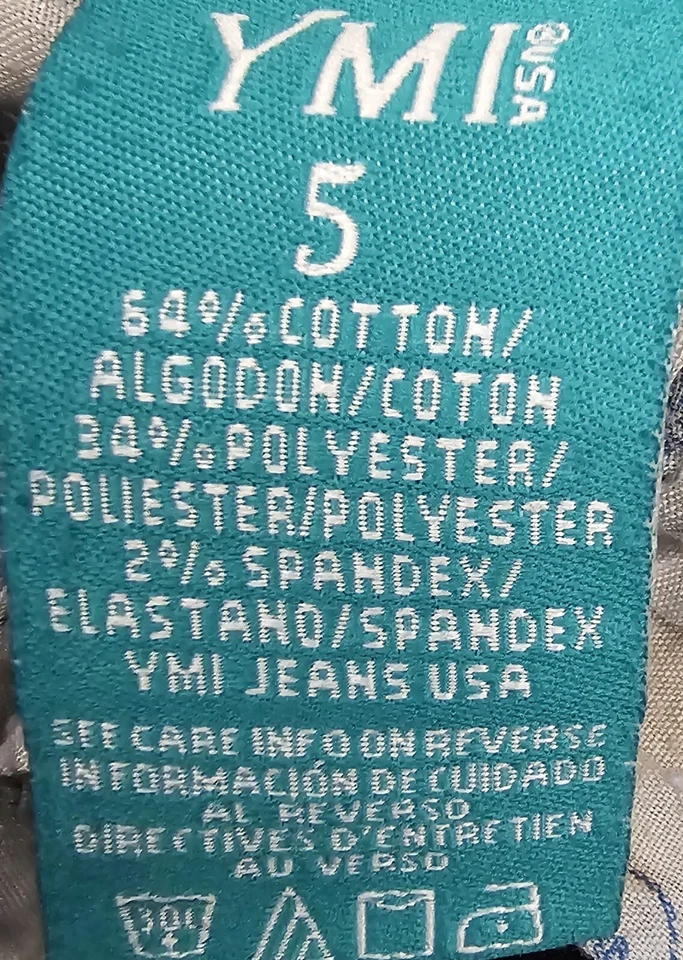 YMI®USA
5
64% COTTON/
ALGODON/COTON
34% POLYESTER/
POLIESTER/POLYESTER
2% SPANDEX/
ELASTANO/SPANDEX
YMI JEANS USA
SEE CARE INFO ON REVERSE
INFORMACIÓN DE CUIDADO
AL REVERSO
DIRECTIVES D'ENTRETIEN
AU VERSO